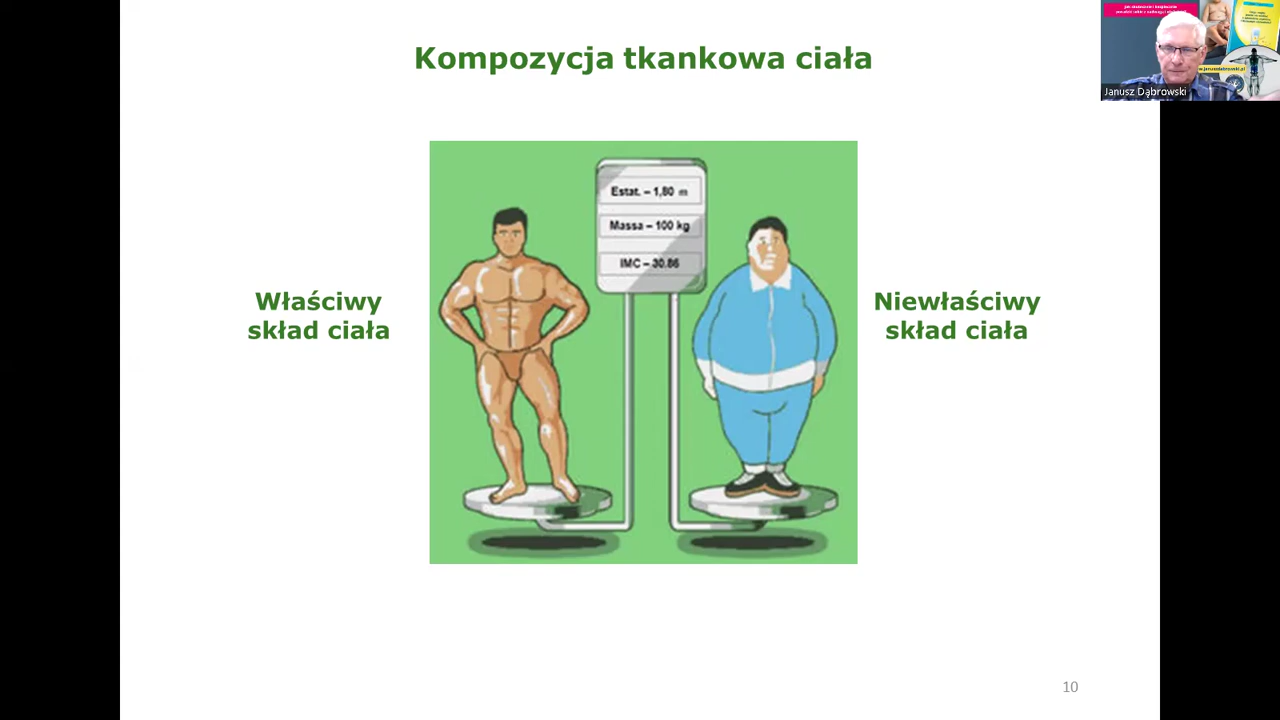 Kompozycja tkankowa ciała
Janusz Dąbrowski
Estat. – 1,80 m
Massa – 100 kg
IMC – 30.86
Właściwy
skład ciała
Niewłaściwy
skład ciała
10